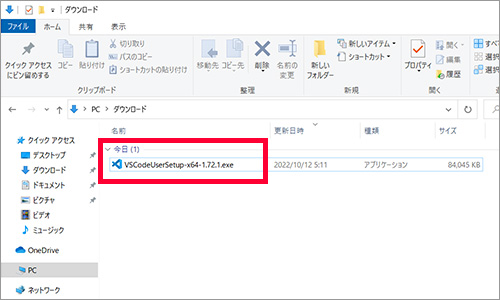 ダウンロード
ファイル ホーム 共有 表示
クイック アクセスにピン留めする
コピー
貼り付け
切り取り
パスのコピー
ショートカットの貼り付け
クリップボード
移動先
コピー先
削除
名前の変更
整理
新しいフォルダー
新しいアイテム
ショートカット
新規
プロパティ
開く
編集
履歴
開く
すべて
選択
選択
PC ダウンロード
クイック アクセス
デスクトップ
ダウンロード
ドキュメント
ピクチャ
ビデオ
ミュージック
OneDrive
PC
ネットワーク
名前 更新日時 種類 サイズ
今日 (1)
VSCodeUserSetup-x64-1.72.1.exe 2022/10/12 5:11 アプリケーション 84,045 KB